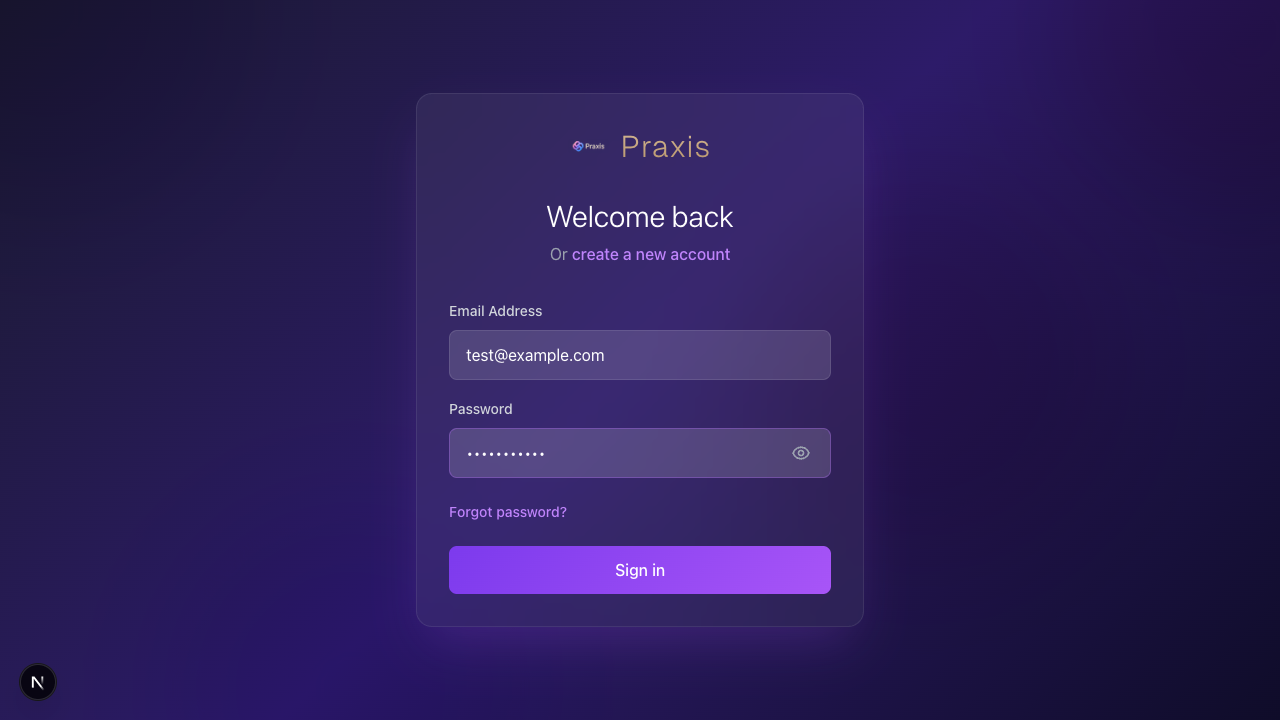 Praxis Praxis
Welcome back
Or create a new account
Email Address
test@example.com
Password
•••••••••••
Forgot password?
Sign in
N